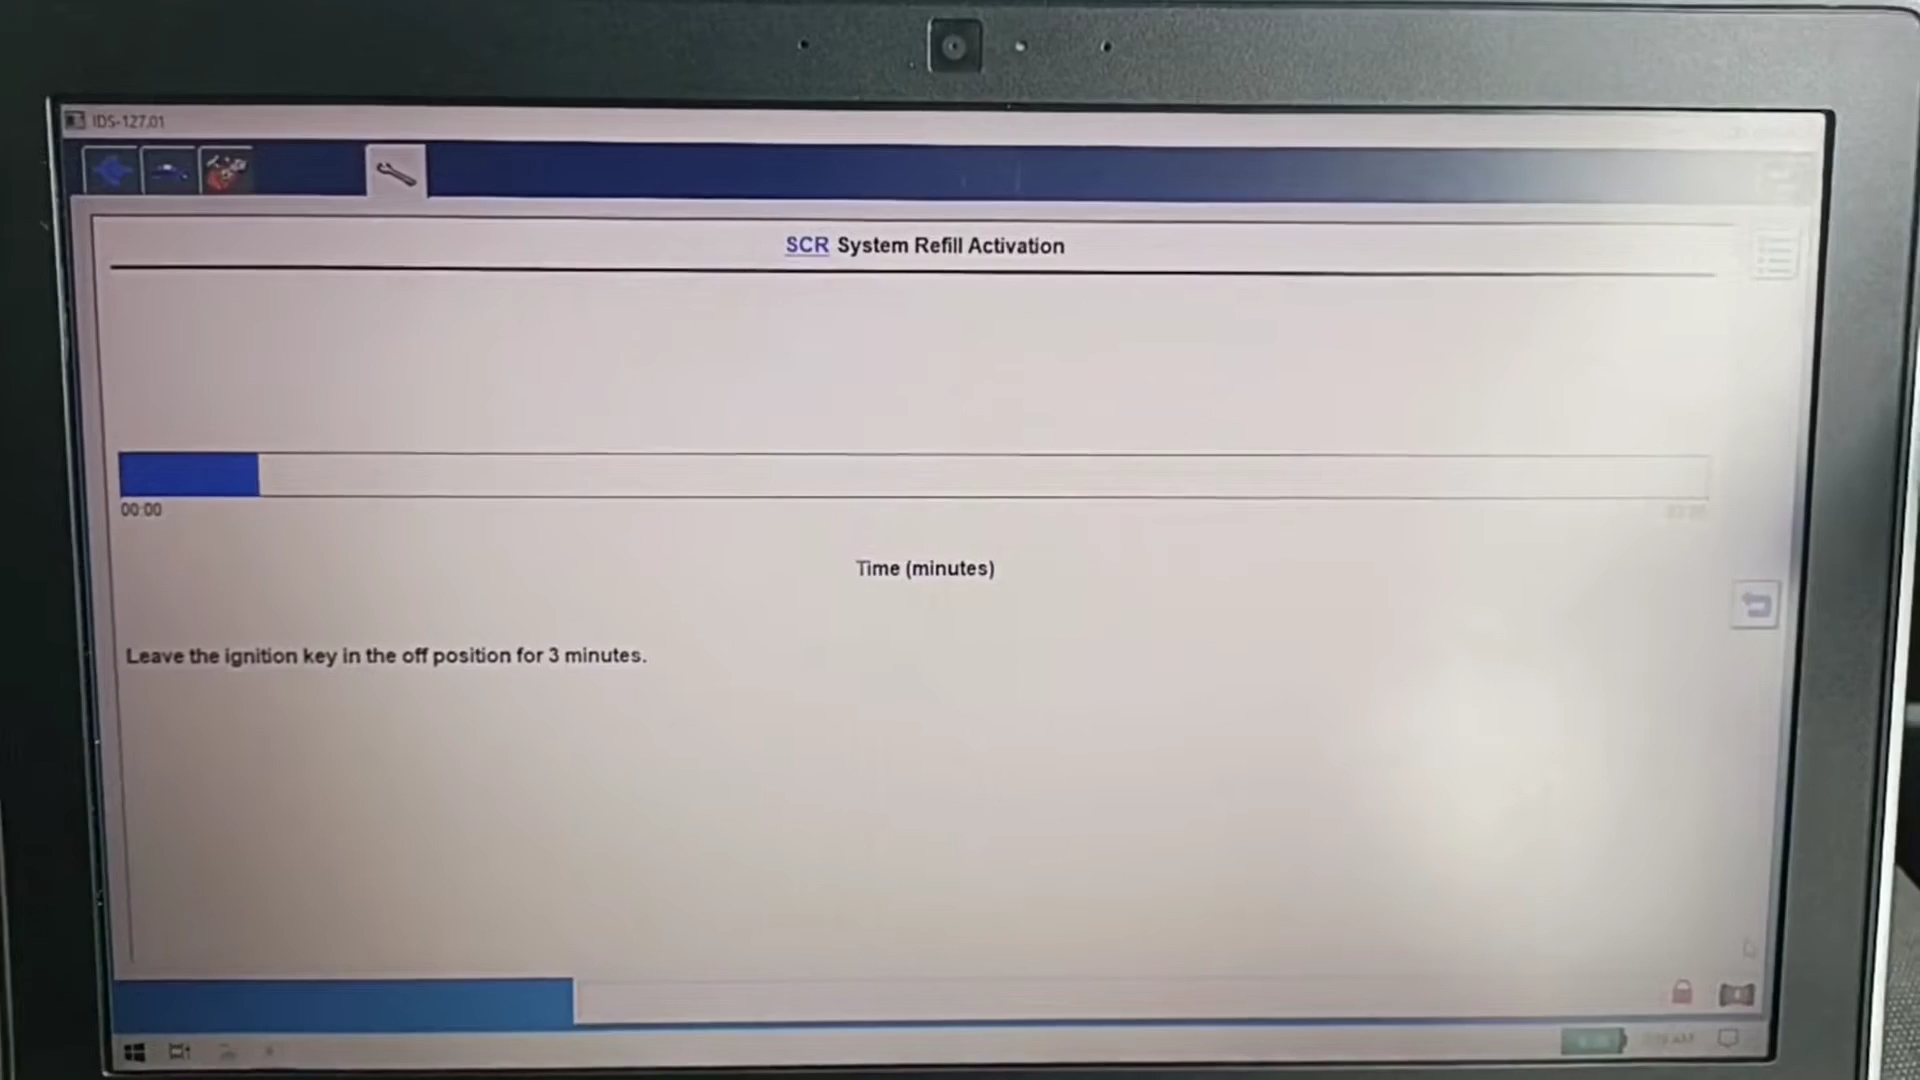 IDS-127.01
SCR System Refill Activation
00:00
Time (minutes)
Leave the ignition key in the off position for 3 minutes.